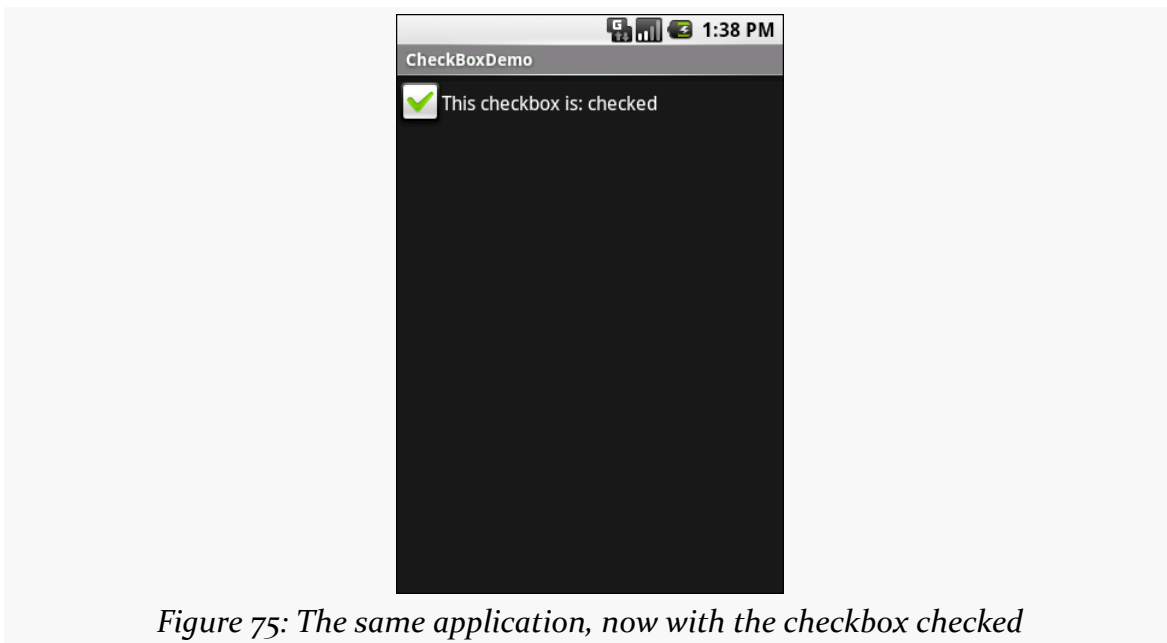 G 1:38 PM
CheckBoxDemo
This checkbox is: checked
Figure 75: The same application, now with the checkbox checked